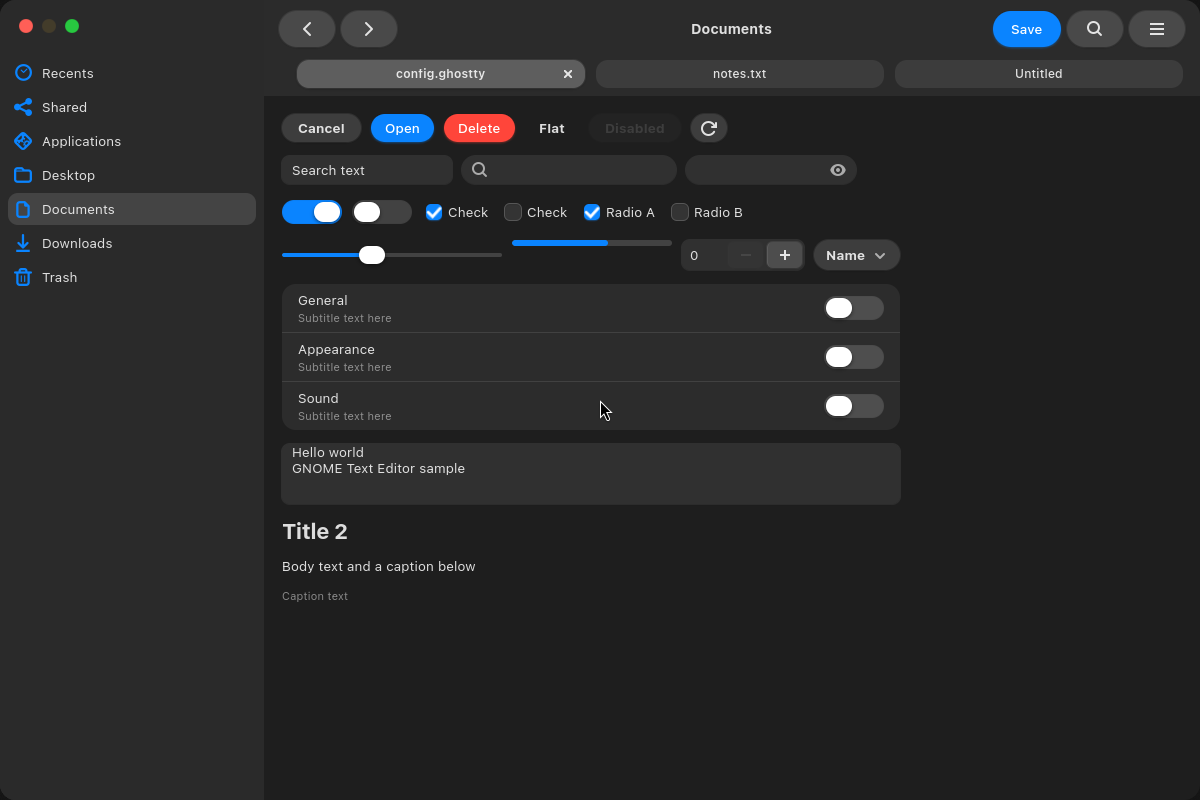 Documents
Save
config.ghostty
notes.txt
Untitled
Recents
Shared
Applications
Desktop
Documents
Downloads
Trash
Cancel
Open
Delete
Flat
Disabled
Search text
Check
Check
Radio A
Radio B
0
Name
General
Subtitle text here
Appearance
Subtitle text here
Sound
Subtitle text here
Hello world
GNOME Text Editor sample
Title 2
Body text and a caption below
Caption text